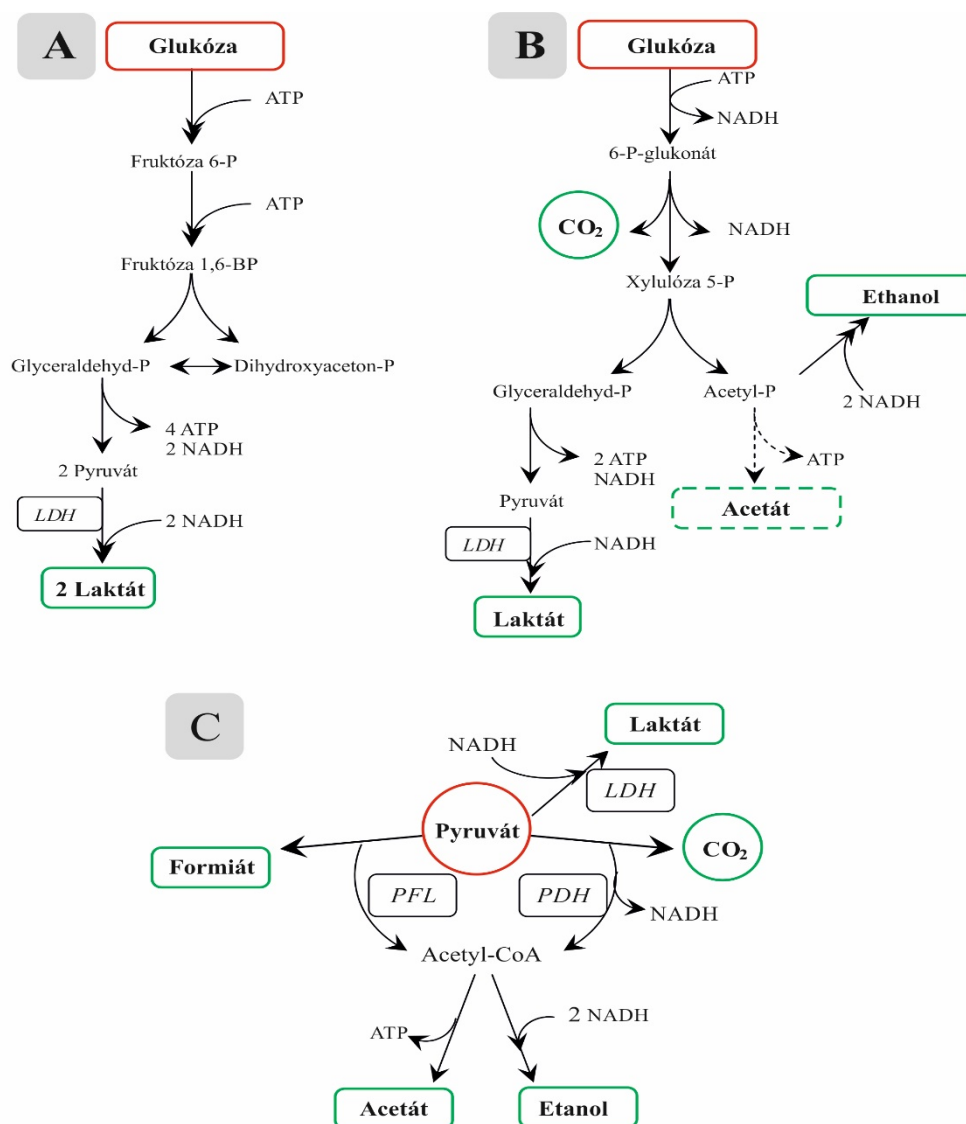 A
Glukóza
ATP
Fruktóza 6-P
ATP
Fruktóza 1,6-BP
Glyceraldehyd-P
Dihydroxyaceton-P
4 ATP
2 NADH
2 Pyruvát
LDH
2 NADH
2 Laktát
B
Glukóza
ATP
NADH
6-P-glukonát
CO₂
NADH
Xylulóza 5-P
Ethanol
Glyceraldehyd-P
Acetyl-P
2 NADH
2 ATP
NADH
ATP
Pyruvát
Acetát
LDH
NADH
Laktát
C
Laktát
NADH
LDH
Pyruvát
CO₂
Formiát
PFL
PDH
NADH
Acetyl-CoA
ATP
2 NADH
Acetát
Etanol